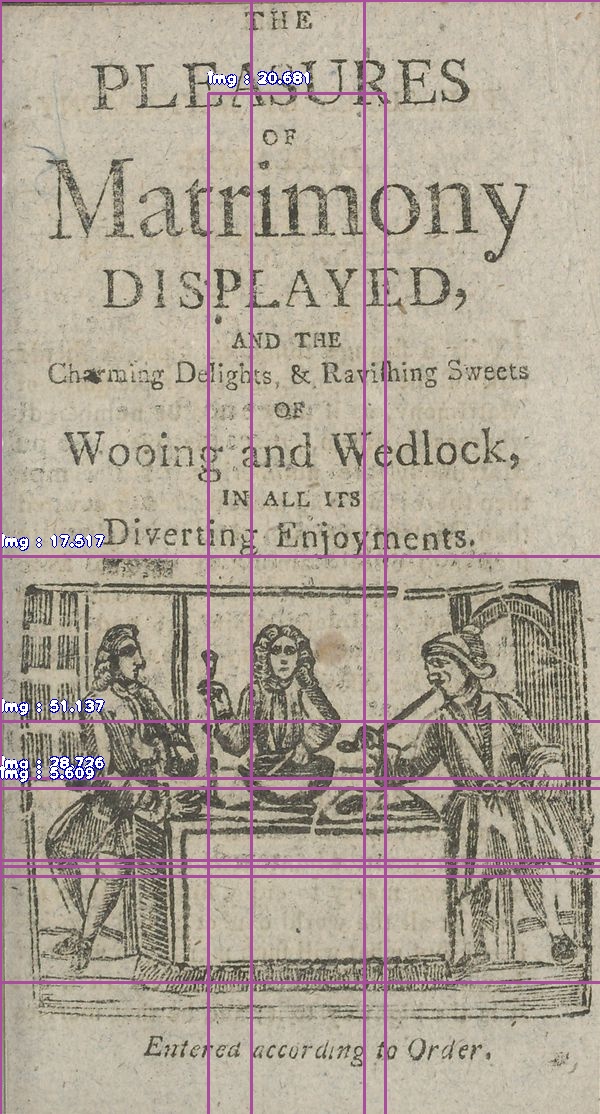 THE
PLEASURES
OF
Matrimony
DISPLAYED,
AND THE
Charming Delights, & Raviſhing Sweets
OF
Wooing and Wedlock,
IN ALL ITS
Diverting Enjoyments.
Entered according to Order.
Img : 20.681
Img : 17.517
Img : 51.137
Img : 28.726
Img : 5.609